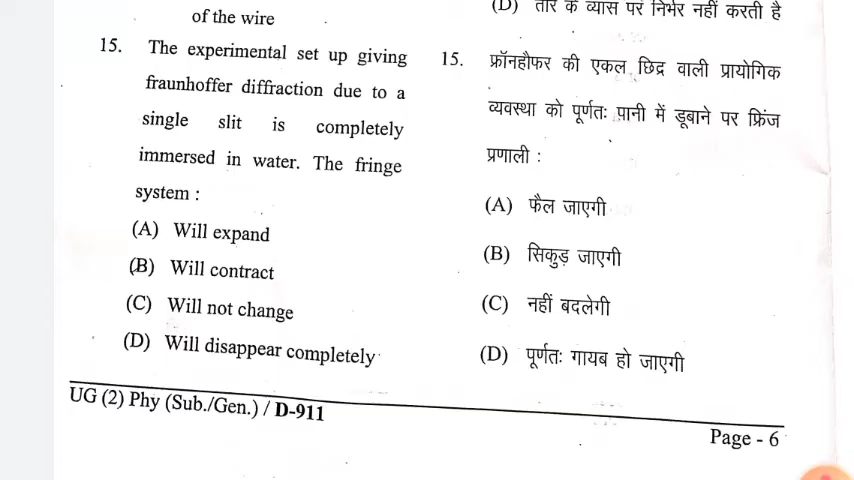 of the wire
15. The experimental set up giving
fraunhoffer diffraction due to a
single slit is completely
immersed in water. The fringe
system :
(A) Will expand
(B) Will contract
(C) Will not change
(D) Will disappear completely
(D) तार के व्यास पर निर्भर नहीं करती है
15. फ्रॉनहौफर की एकल छिद्र वाली प्रायोगिक
व्यवस्था को पूर्णतः पानी में डूबाने पर फ्रिंज
प्रणाली :
(A) फैल जाएगी
(B) सिकुड़ जाएगी
(C) नहीं बदलेगी
(D) पूर्णतः गायब हो जाएगी
UG (2) Phy (Sub./Gen.) / D-911
Page - 6